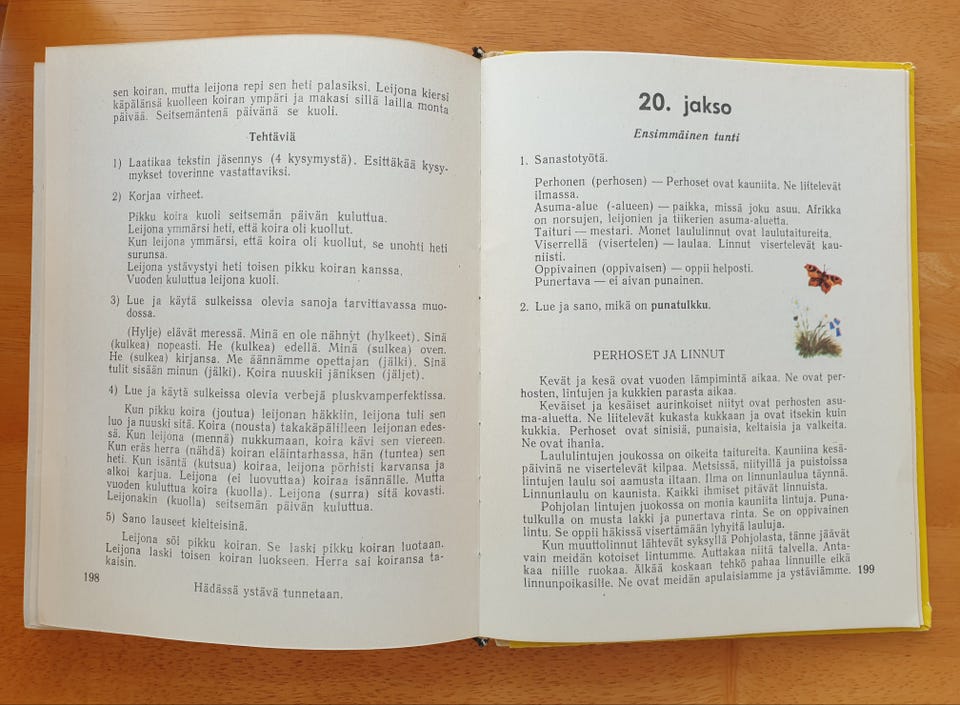 sen koiran, mutta leijona repi sen heti palasiksi. Leijona kiersi
käpälänsä kuolleen koiran ympäri ja makasi sillä lailla monta
päivää. Seitsemäntenä päivänä se kuoli.
Tehtäviä
1) Laatikaa tekstin jäsennys (4 kysymystä). Esittäkää kysy-
mykset toverinne vastattaviksi.
2) Korjaa virheet.
Pikku koira kuoli seitsemän päivän kuluttua.
Leijona ymmärsi heti, että koira oli kuollut.
Kun leijona ymmärsi, että koira oli kuollut, se unohti heti
surunsa.
Leijona ystävystyi heti toisen pikku koiran kanssa.
Vuoden kuluttua leijona kuoli.
3) Lue ja käytä sulkeissa olevia sanoja tarvittavassa muo-
dossa.
(Hylje) elävät meressä. Minä en ole nähnyt (hylkeet). Sinä
(kulkea) nopeasti. He (kulkea) edellä. Minä (sulkea) oven.
He (sulkea) kirjansa. Me äännämme opettajan (jälki). Sinä
tulit sisään minun (jälki). Koira nuuskii jäniksen (jäljet).
4) Lue ja käytä sulkeissa olevia verbejä pluskvamperfektissa.
Kun pikku koira (joutua) leijonan häkkiin, leijona tuli sen
luo ja nuuski sitä. Koira (nousta) takakäpälilleen leijonan edes-
sä. Kun leijona (mennä) nukkumaan, koira kävi sen viereen.
Kun eräs herra (nähdä) koiran eläintarhassa, hän (tuntea) sen
heti. Kun isäntä (kutsua) koiraa, leijona pörhisti karvansa ja
alkoi karjua. Leijona (ei luovuttaa) koiraa isännälle. Mutta
vuoden kuluttua koira (kuolla). Leijona (surra) sitä kovasti.
Leijonakin (kuolla) seitsemän päivän kuluttua.
5) Sano lauseet kielteisinä.
Leijona söi pikku koiran. Se laski pikku koiran luotaan.
Leijona laski toisen koiran luokseen. Herra sai koiransa ta-
kaisin.
198
Hädässä ystävä tunnetaan.
20. jakso
Ensimmäinen tunti
1. Sanastotyötä.
Perhonen (perhosen) — Perhoset ovat kauniita. Ne liitelevät
ilmassa.
Asuma-alue (-alueen) — paikka, missä joku asuu. Afrikka
on norsujen, leijonien ja tiikerien asuma-aluetta.
Taituri — mestari. Monet laululinnut ovat laulutaitureita.
Viserrellä (visertelen) — laulaa. Linnut visertelevät kau-
niisti.
Oppivainen (oppivaisen) — oppii helposti.
Punertava — ei aivan punainen.
2. Lue ja sano, mikä on punatulkku.
PERHOSET JA LINNUT
Kevät ja kesä ovat vuoden lämpimintä aikaa. Ne ovat per-
hosten, lintujen ja kukkien parasta aikaa.
Keväiset ja kesäiset aurinkoiset niityt ovat perhosten asu-
ma-aluetta. Ne liitelevät kukasta kukkaan ja ovat itsekin kuin
kukkia. Perhoset ovat sinisiä, punaisia, keltaisia ja valkeita.
Ne ovat ihania.
Laululintujen joukossa on oikeita taitureita. Kauniina kesä-
päivinä ne visertelevät kilpaa. Metsissä, niityillä ja puistoissa
lintujen laulu soi aamusta iltaan. Ilma on linnunlaulua täynnä.
Linnunlaulu on kaunista. Kaikki ihmiset pitävät linnuista.
Pohjolan lintujen juokossa on monia kauniita lintuja. Puna-
tulkulla on musta lakki ja punertava rinta. Se on oppivainen
lintu. Se oppii häkissä visertämään lyhyitä lauluja.
Kun muuttolinnut lähtevät syksyllä Pohjolasta, tänne jäävät
vain meidän kotoiset lintumme. Auttakaa niitä talvella. Anta-
kaa niille ruokaa. Älkää koskaan tehkö pahaa linnuille eikä
linnunpoikasille. Ne ovat meidän apulaisiamme ja ystäviämme.
199